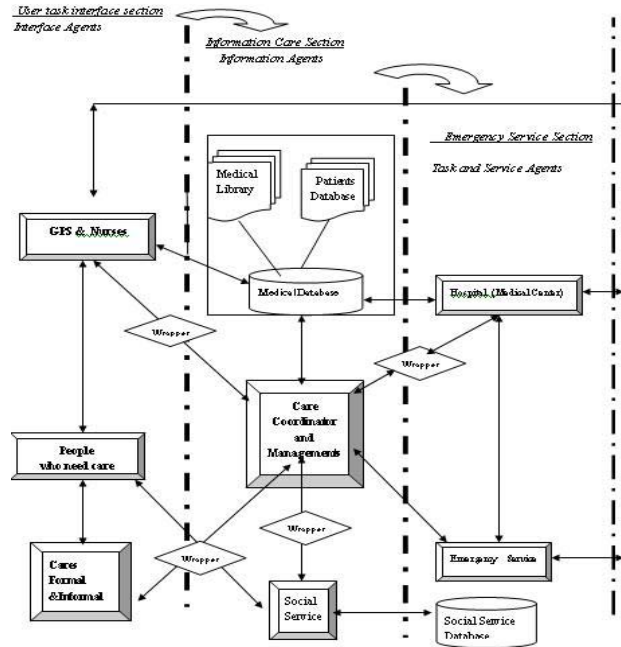 User task interface section
Interface Agents
Information Care Section
Information Agents
Emergency Service Section
Task and Service Agents
Medical
Library
Patients
Database
GPS & Nurses
Medical Database
Hospital (Medical Center)
Wrapper
Wrapper
Care
Coordinator
and
Managements
People
who need care
Wrapper
Wrapper
Cares
Formal
&Informal
Emergency Service
Social
Service
Social Service
Database